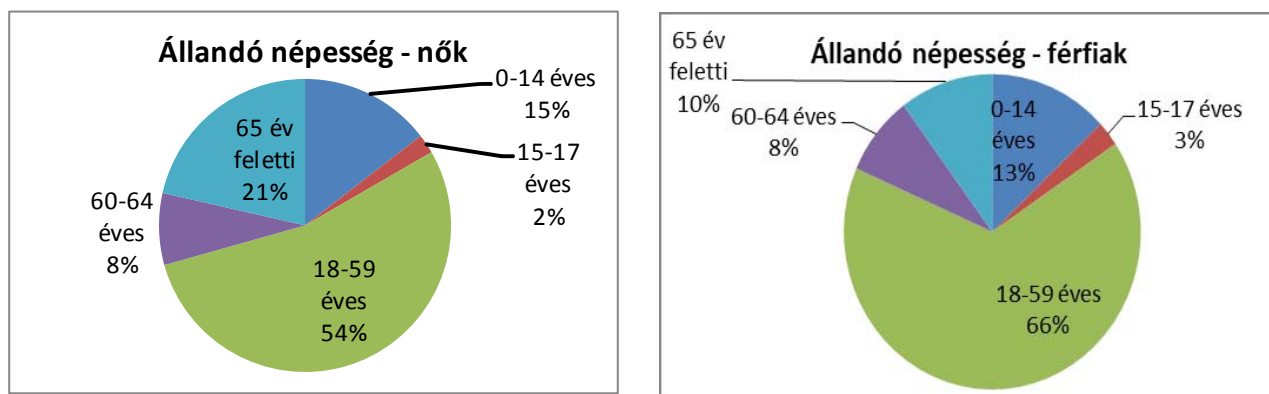 Állandó népesség - nők
0-14 éves
15%
15-17
éves
2%
18-59
éves
54%
60-64
éves
8%
65 év
feletti
21%
Állandó népesség - férfiak
0-14
éves
13%
15-17 éves
3%
18-59 éves
66%
60-64 éves
8%
65 év
feletti
10%